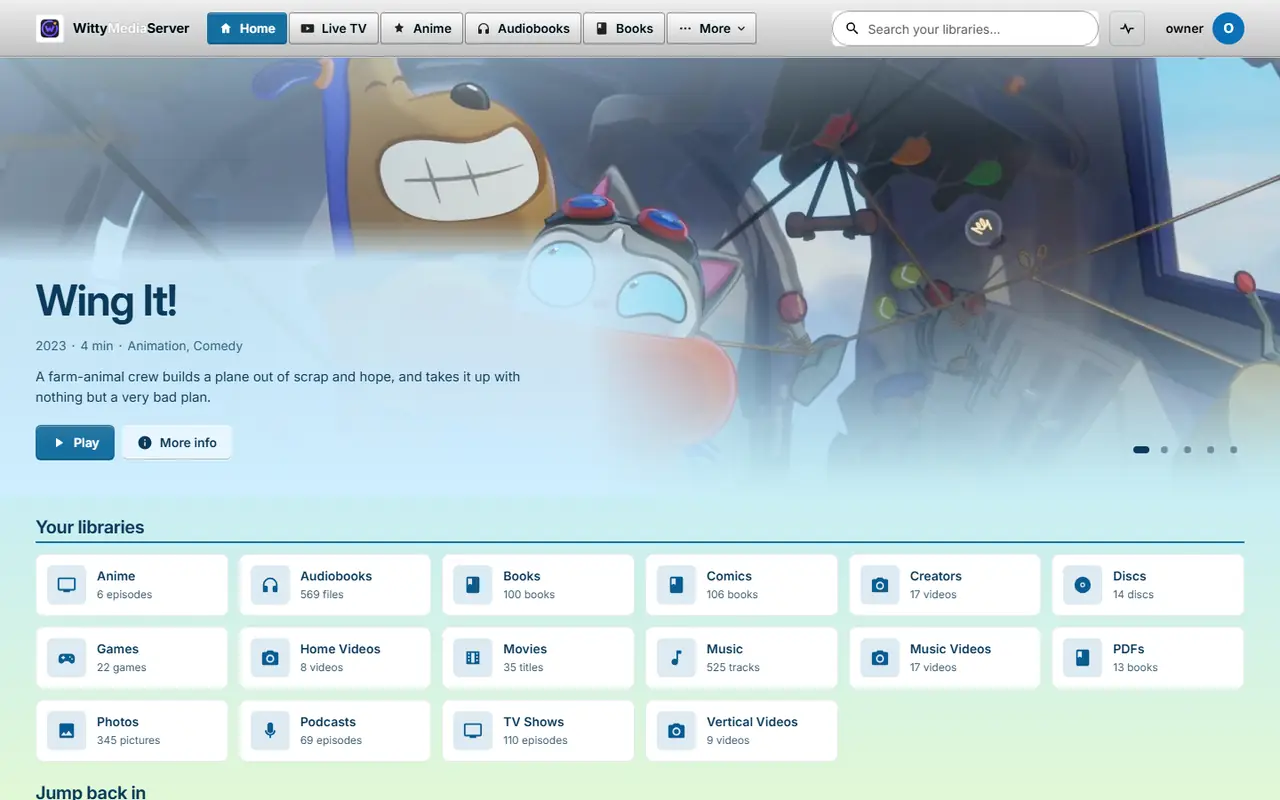 WittyMediaServer
Home
Live TV
Anime
Audiobooks
Books
More
Search your libraries...
owner
O
Wing It!
2023 · 4 min · Animation, Comedy
A farm-animal crew builds a plane out of scrap and hope, and takes it up with
nothing but a very bad plan.
Play
More info
Your libraries
Anime
6 episodes
Audiobooks
569 files
Books
100 books
Comics
106 books
Creators
17 videos
Discs
14 discs
Games
22 games
Home Videos
8 videos
Movies
35 titles
Music
525 tracks
Music Videos
17 videos
PDFs
13 books
Photos
345 pictures
Podcasts
69 episodes
TV Shows
110 episodes
Vertical Videos
9 videos
Jump back in